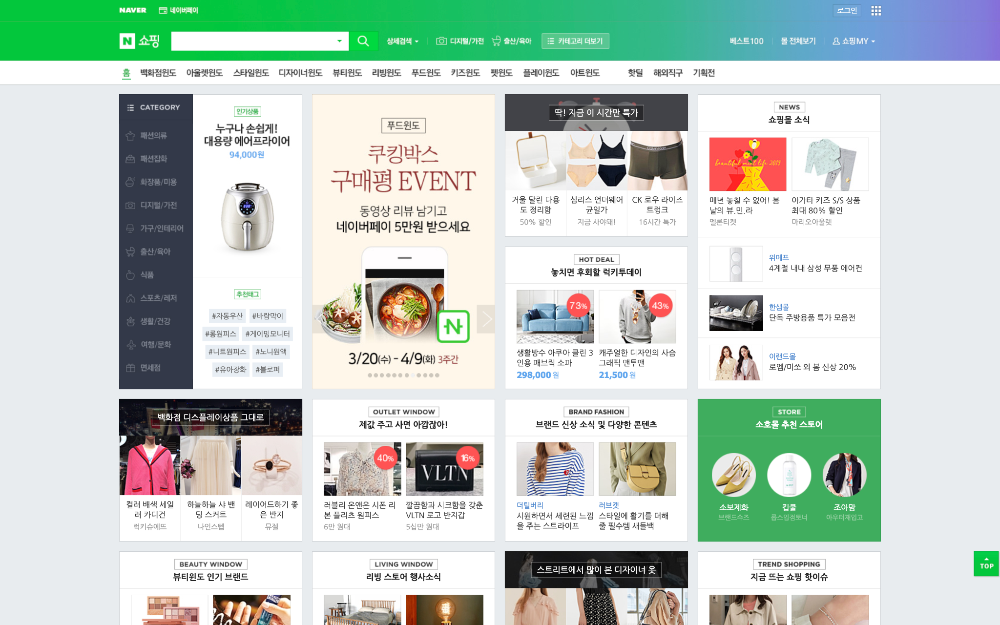 NAVER 네이버페이 로그인
N 쇼핑 상세검색 디지털/가전 출산/육아 카테고리 더보기 베스트100 몰 전체보기 쇼핑MY
홈 백화점윈도 아울렛윈도 스타일윈도 디자이너윈도 뷰티윈도 리빙윈도 푸드윈도 키즈윈도 펫윈도 플레이윈도 아트윈도 핫딜 해외직구 기획전
CATEGORY
패션의류
패션잡화
화장품/미용
디지털/가전
가구/인테리어
출산/육아
식품
스포츠/레저
생활/건강
여행/문화
면세점
인기상품
누구나 손쉽게!
대용량 에어프라이어
94,000원
추천태그
#자동우산 #바람막이
#롱원피스 #게이밍모니터
#니트원피스 #노니원액
#유아장화 #블로퍼
푸드윈도
쿠킹박스
구매평 EVENT
동영상 리뷰 남기고
네이버페이 5만원 받으세요
N
3/20(수) - 4/9(화) 3주간
딱! 지금 이 시간만 특가
Calvin Klein
거울 달린 다용
도 정리함
50% 할인
심리스 언더웨어
균일가
지금 사야돼!
CK 로우 라이즈
트렁크
16시간 특가
HOT DEAL
놓치면 후회할 럭키투데이
73%
43%
생활방수 아쿠아 클린 3
인용 패브릭 소파
298,000 원
캐주얼한 디자인의 사슴
그래픽 맨투맨
21,500 원
NEWS
쇼핑몰 소식
beautiful mint life 2019
매년 놓칠 수 없어! 봄
날의 뷰.민.라
멜론티켓
아가타 키즈 S/S 상품
최대 80% 할인
마리오아울렛
위메프
4계절 내내 삼성 무풍 에어컨
한샘몰
단독 주방용품 특가 모음전
이랜드몰
로엠/미쏘 외 봄 신상 20%
백화점 디스플레이상품 그대로
컬러 배색 세일
러 카디건
럭키슈에뜨
하늘하늘 샤 밴
딩 스커트
나인스텝
레이어드하기 좋
은 반지
뮤젤
OUTLET WINDOW
제값 주고 사면 아깝잖아!
40%
16%
VLTN
러블리 온앤온 시폰 리
본 플리츠 원피스
6만 원대
깔끔함과 시크함을 갖춘
VLTN 로고 반지갑
5십만 원대
BRAND FASHION
브랜드 신상 소식 및 다양한 콘텐츠
더틸버리
시원하면서 세련된 느낌
을 주는 스트라이프
러브캣
스타일에 활기를 더해
줄 필수템 새들백
STORE
소호몰 추천 스토어
소보제화
브랜드슈즈
킵쿨
롭스입점토너
조아맘
아우터재입고
BEAUTY WINDOW
뷰티윈도 인기 브랜드
LIVING WINDOW
리빙 스토어 행사소식
스트리트에서 많이 본 디자이너 옷
TREND SHOPPING
지금 뜨는 쇼핑 핫이슈
TOP